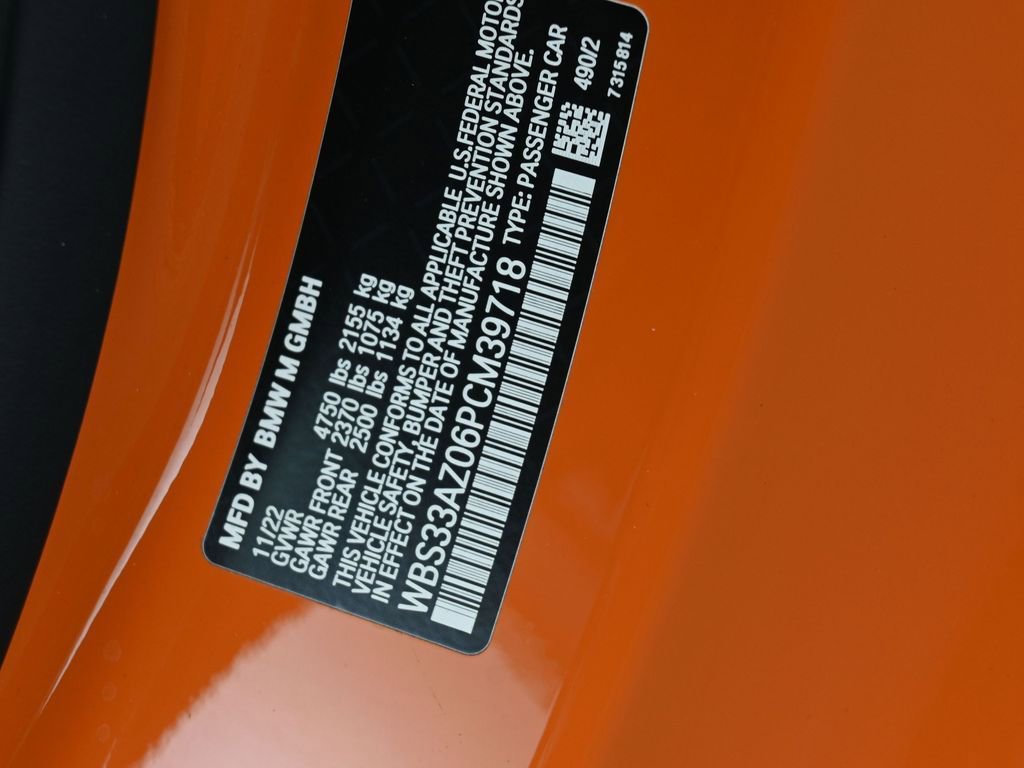 MFD BY BMW M GMBH
11/22
GVWR 4750 lbs 2155 kg
GAWR FRONT 2370 lbs 1075 kg
GAWR REAR 2500 lbs 1134 kg
THIS VEHICLE CONFORMS TO ALL APPLICABLE U.S.FEDERAL MOTO
VEHICLE SAFETY, BUMPER AND THEFT PREVENTION STANDARDS
IN EFFECT ON THE DATE OF MANUFACTURE SHOWN ABOVE.
WBS33AZ06PCM39718 TYPE: PASSENGER CAR
490/2
7315814